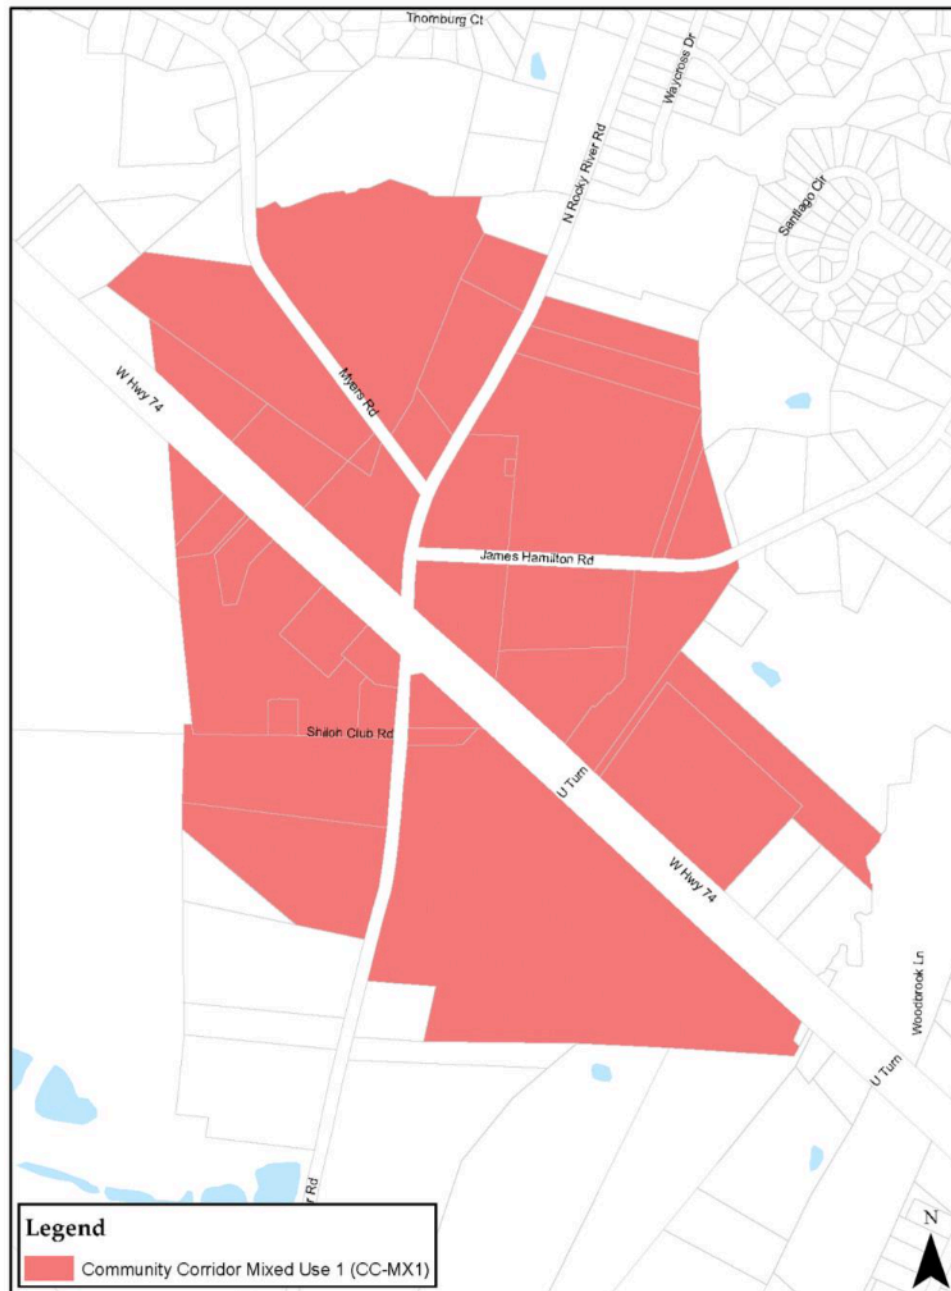 Thornburg Ct
Waycross Dr
N Rocky River Rd
Santiago Cir
Myers Rd
W Hwy 74
James Hamilton Rd
Shiloh Club Rd
U Turn
W Hwy 74
Woodbrook Ln
U Turn
r Rd
N
Legend
Community Corridor Mixed Use 1 (CC-MX1)